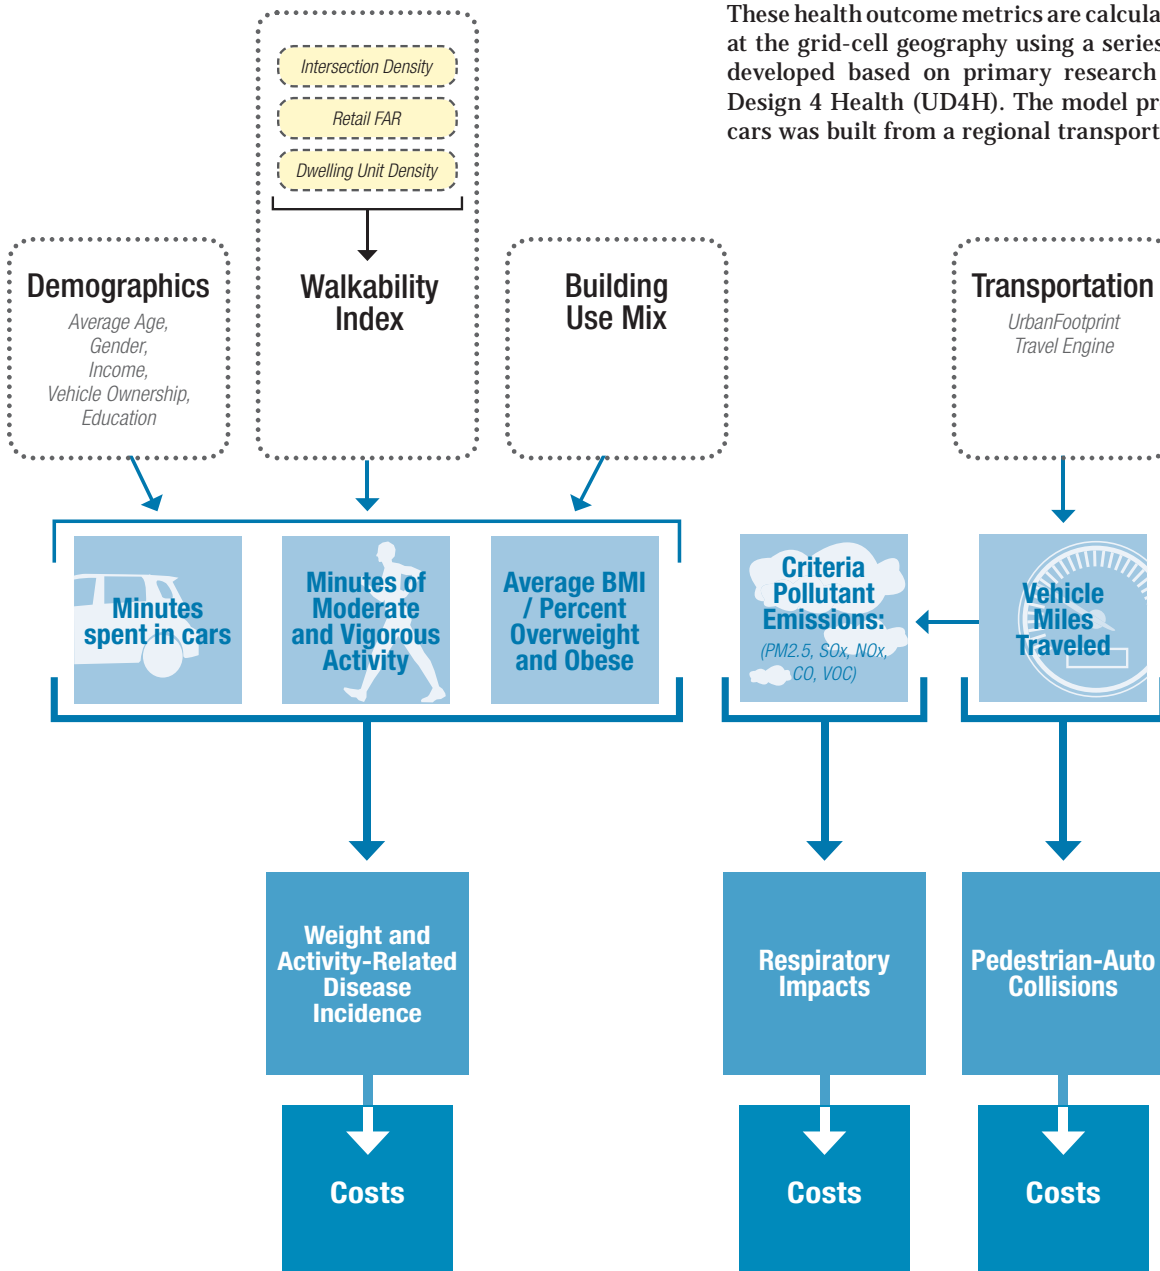 These health outcome metrics are calcula
at the grid-cell geography using a series
developed based on primary research
Design 4 Health (UD4H). The model pr
cars was built from a regional transport
Intersection Density
Retail FAR
Dwelling Unit Density
Demographics
Average Age,
Gender,
Income,
Vehicle Ownership,
Education
Walkability
Index
Building
Use Mix
Transportation
UrbanFootprint
Travel Engine
Minutes
spent in cars
Minutes of
Moderate
and Vigorous
Activity
Average BMI
/ Percent
Overweight
and Obese
Criteria
Pollutant
Emissions:
(PM2.5, SOx, NOx,
CO, VOC)
Vehicle
Miles
Traveled
Weight and
Activity-Related
Disease
Incidence
Respiratory
Impacts
Pedestrian-Auto
Collisions
Costs
Costs
Costs